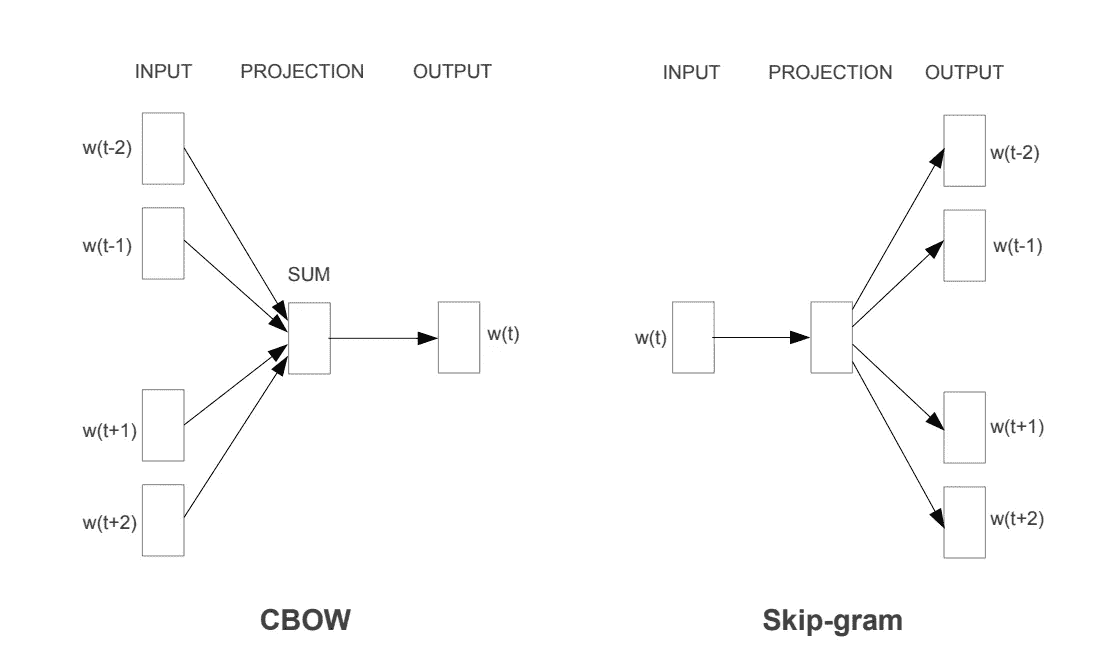 INPUT PROJECTION OUTPUT
w(t-2)
w(t-1)
SUM
w(t)
w(t+1)
w(t+2)
CBOW
INPUT PROJECTION OUTPUT
w(t-2)
w(t-1)
w(t)
w(t+1)
w(t+2)
Skip-gram